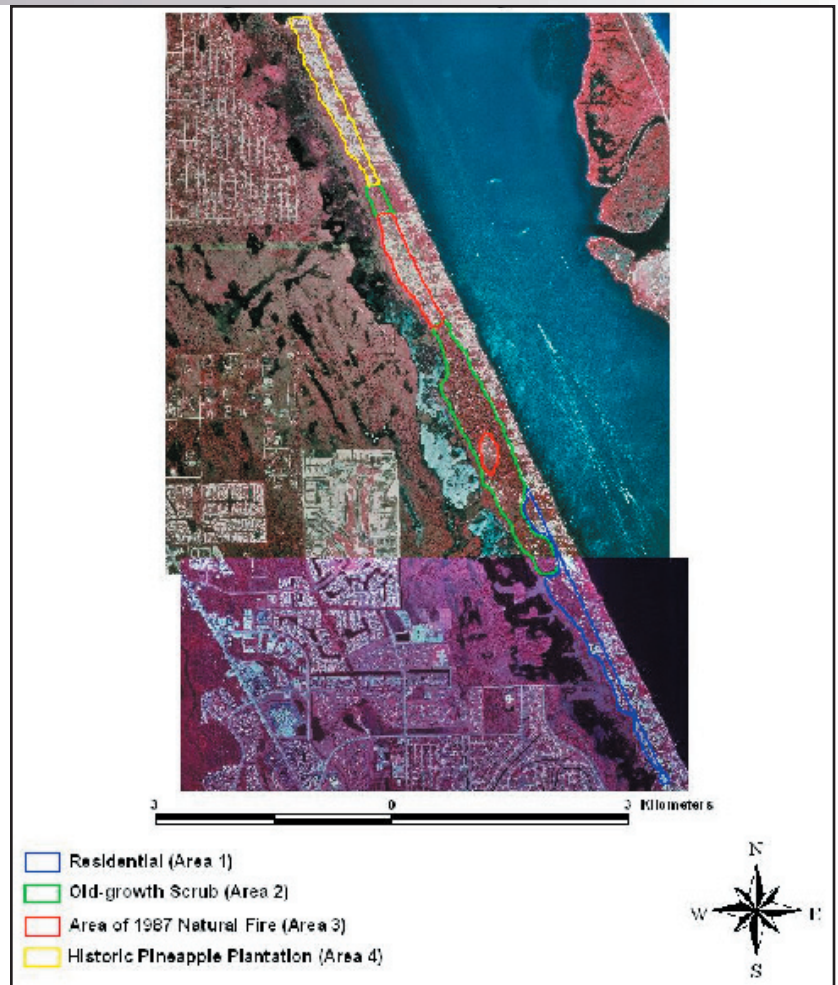 3 0 3 Kilometers
Residential (Area 1)
Old-growth Scrub (Area 2)
Area of 1987 Natural Fire (Area 3)
Historic Pineapple Plantation (Area 4)
N
W E
S